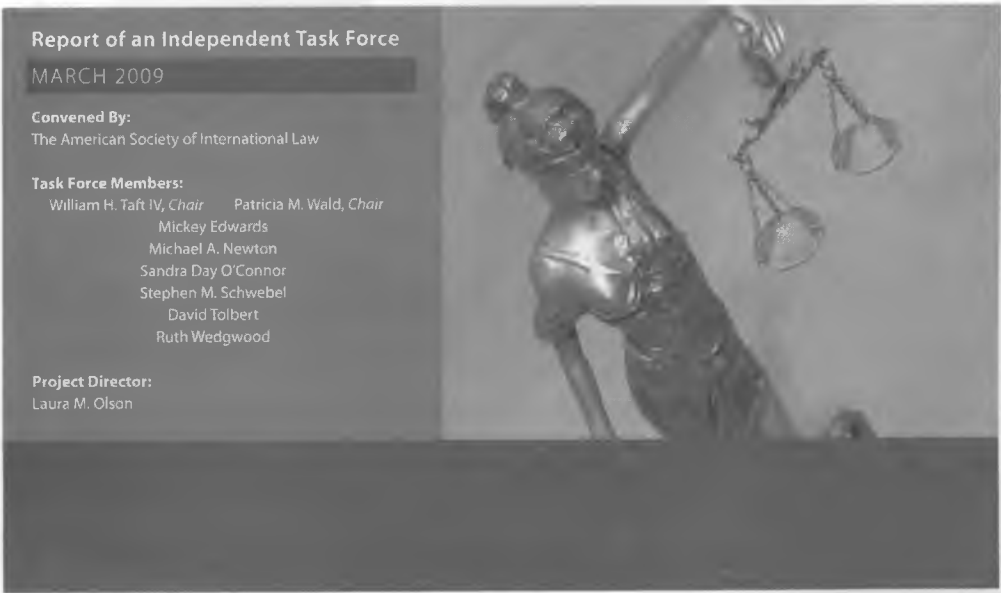 Report of an Independent Task Force
MARCH 2009
Convened By:
The American Society of International Law
Task Force Members:
William H. Taft IV, Chair Patricia M. Wald, Chair
Mickey Edwards
Michael A. Newton
Sandra Day O'Connor
Stephen M. Schwebel
David Tolbert
Ruth Wedgwood
Project Director:
Laura M. Olson